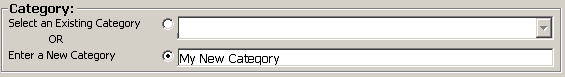 Category:
Select an Existing Category
OR
Enter a New Category
My New Category